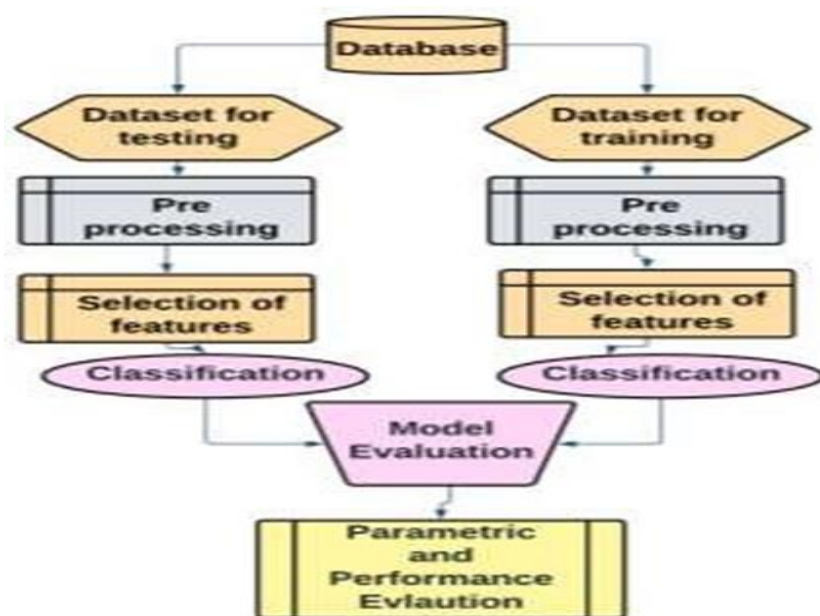 Database
Dataset for
testing
Dataset for
training
Pre
processing
Pre
processing
Selection of
features
Selection of
features
Classification
Classification
Model
Evaluation
Parametric
and
Performance
Evlaution